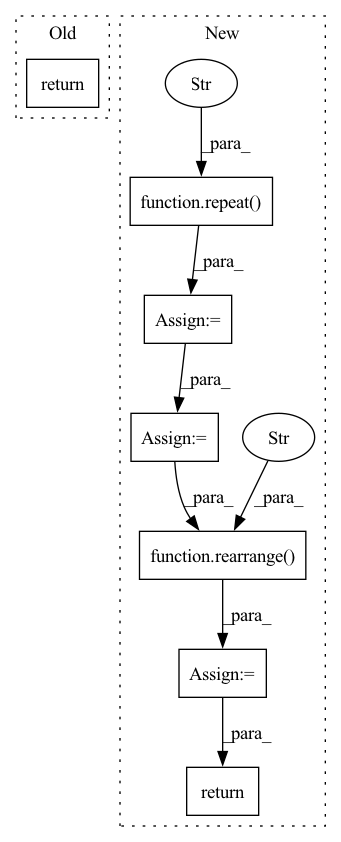 Old
New
return
Str
_para_
function.repeat()
_para_
Assign:=
_para_
Assign:=
Str
_para_
_para_
function.rearrange()
_para_
Assign:=
_para_
return